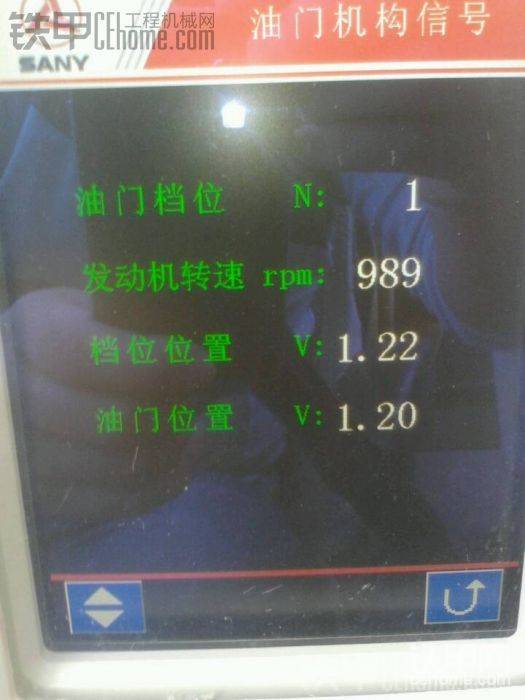 铁甲 工程机械网
CEhome.com
SANY
油门机构信号
油门档位 N: 1
发动机转速 rpm: 989
档位位置 V: 1.22
油门位置 V: 1.20